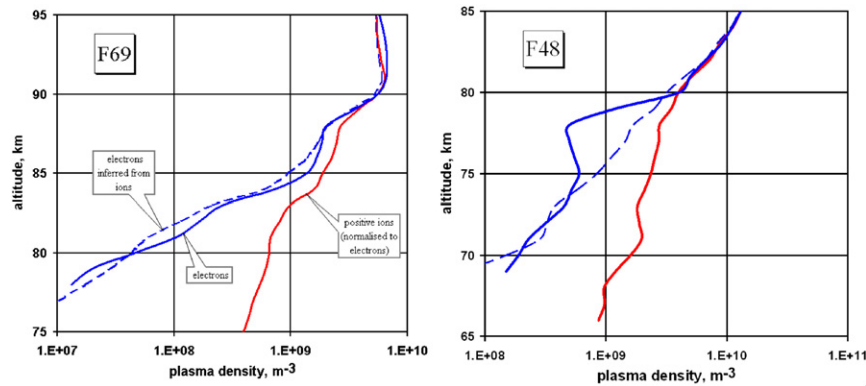 95
90
85
80
75
altitude, km
F69
electrons
inferred from
ions
positive ions
(normalised to
electrons)
electrons
1.E+07 1.E+08 1.E+09 1.E+10
plasma density, m-3
85
80
75
70
65
altitude, km
F48
1.E+08 1.E+09 1.E+10 1.E+11
plasma density, m-3